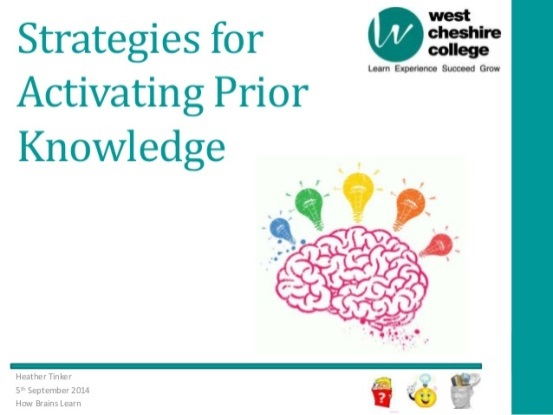 Strategies for
Activating Prior
Knowledge
west
cheshire
college
Learn Experience Succeed Grow
Heather Tinker
5th September 2014
How Brains Learn
?